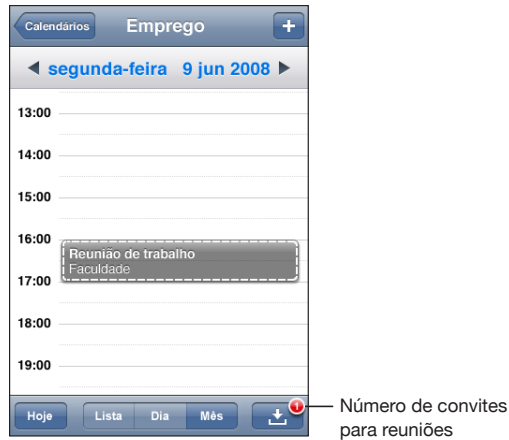 Calendários
Emprego
+
segunda-feira 9 jun 2008
13:00
14:00
15:00
16:00
Reunião de trabalho
Faculdade
17:00
18:00
19:00
Hoje
Lista
Dia
Mês
1
Número de convites
para reuniões